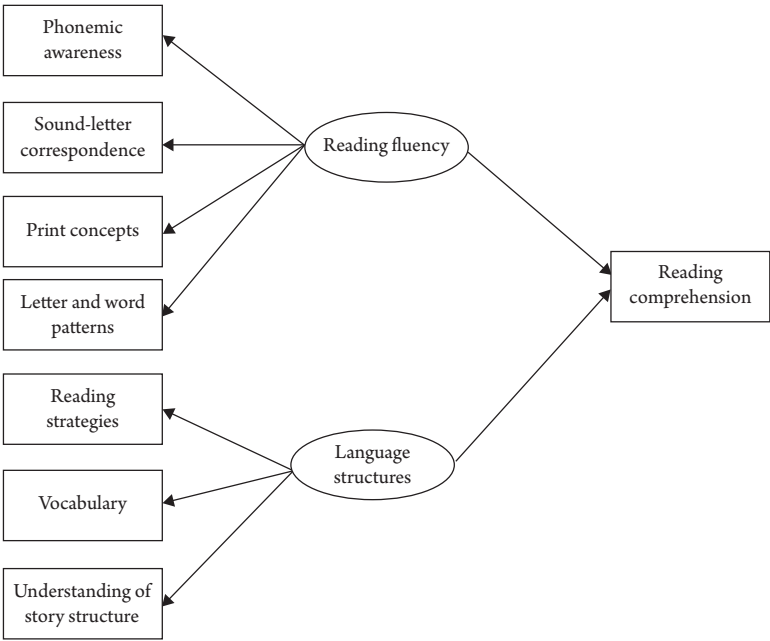 Phonemic
awareness
Sound-letter
correspondence
Print concepts
Letter and word
patterns
Reading
strategies
Vocabulary
Understanding of
story structure
Reading fluency
Language
structures
Reading
comprehension